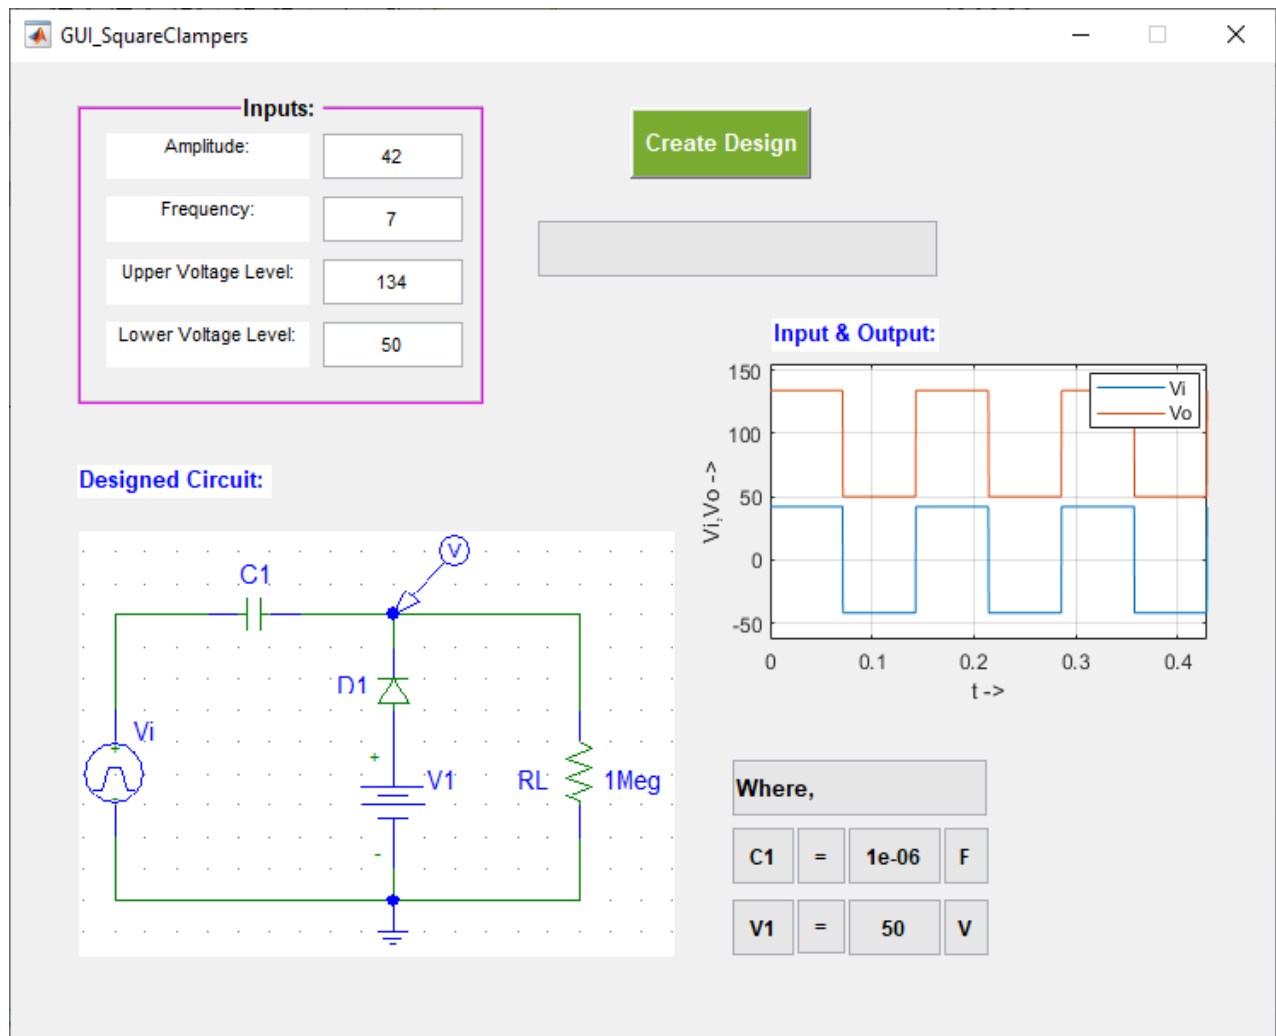 GUI_SquareClampers
Inputs:
Amplitude:
42
Frequency:
7
Upper Voltage Level:
134
Lower Voltage Level:
50
Create Design
Input & Output:
150
100
50
0
-50
Vi,Vo ->
Vi
Vo
0
0.1
0.2
0.3
0.4
t ->
Designed Circuit:
C1
V
D1
Vi
+
+
V1
RL
1Meg
-
-
Where,
C1 = 1e-06 F
V1 = 50 V